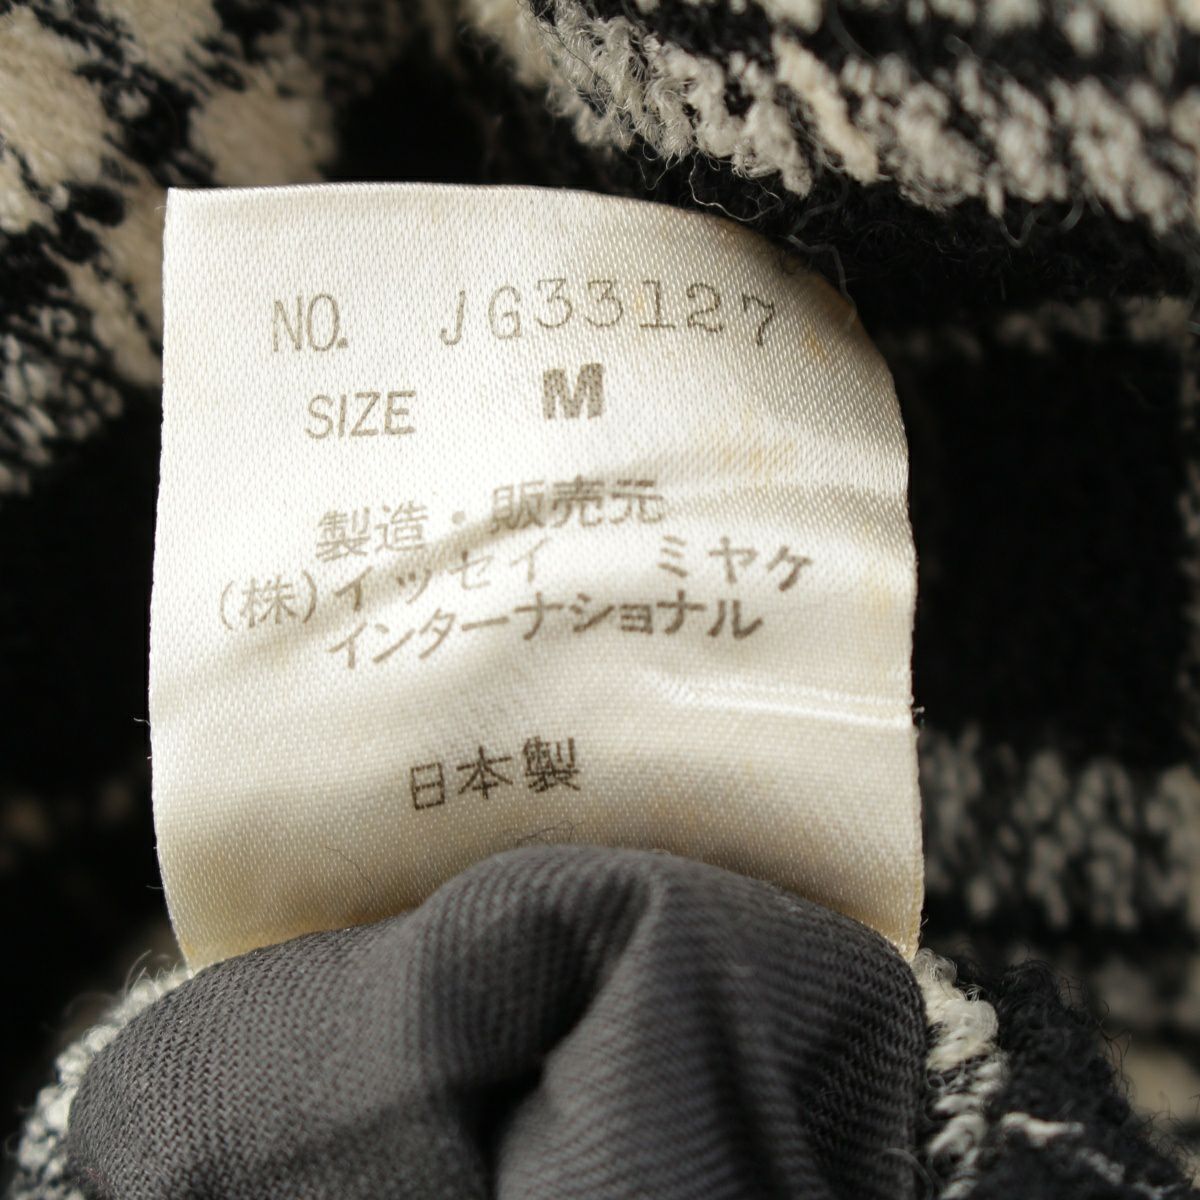 NO. JG33127
SIZE M
製造・販売元
(株)イッセイ ミヤケ
インターナショナル
日本製